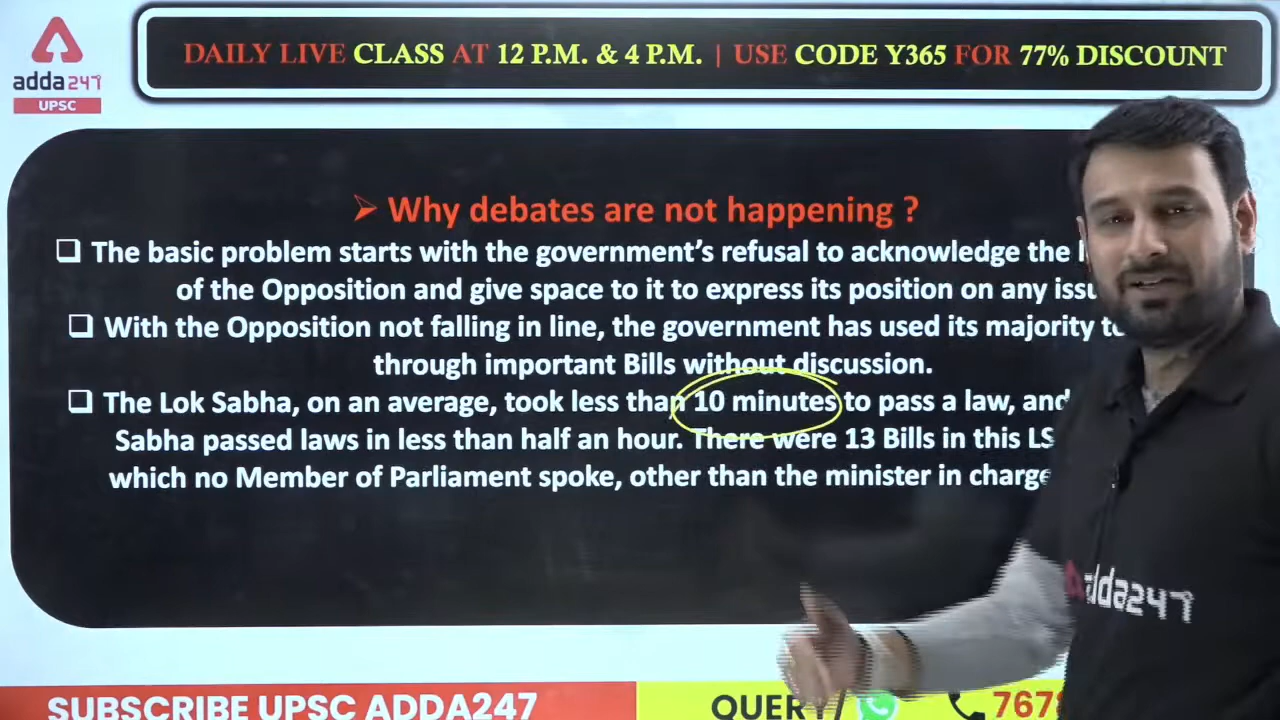 DAILY LIVE CLASS AT 12 P.M. & 4 P.M. | USE CODE Y365 FOR 77% DISCOUNT
adda247
UPSC
➢ Why debates are not happening ?
❑ The basic problem starts with the government's refusal to acknowledge the
of the Opposition and give space to it to express its position on any
❑ With the Opposition not falling in line, the government has used its majority
through important Bills without discussion.
❑ The Lok Sabha, on an average, took less than 10 minutes to pass a law, and
Sabha passed laws in less than half an hour. There were 13 Bills in this
which no Member of Parliament spoke, other than the minister in charge
adda247
SUBSCRIBE UPSC ADDA247
QUERY